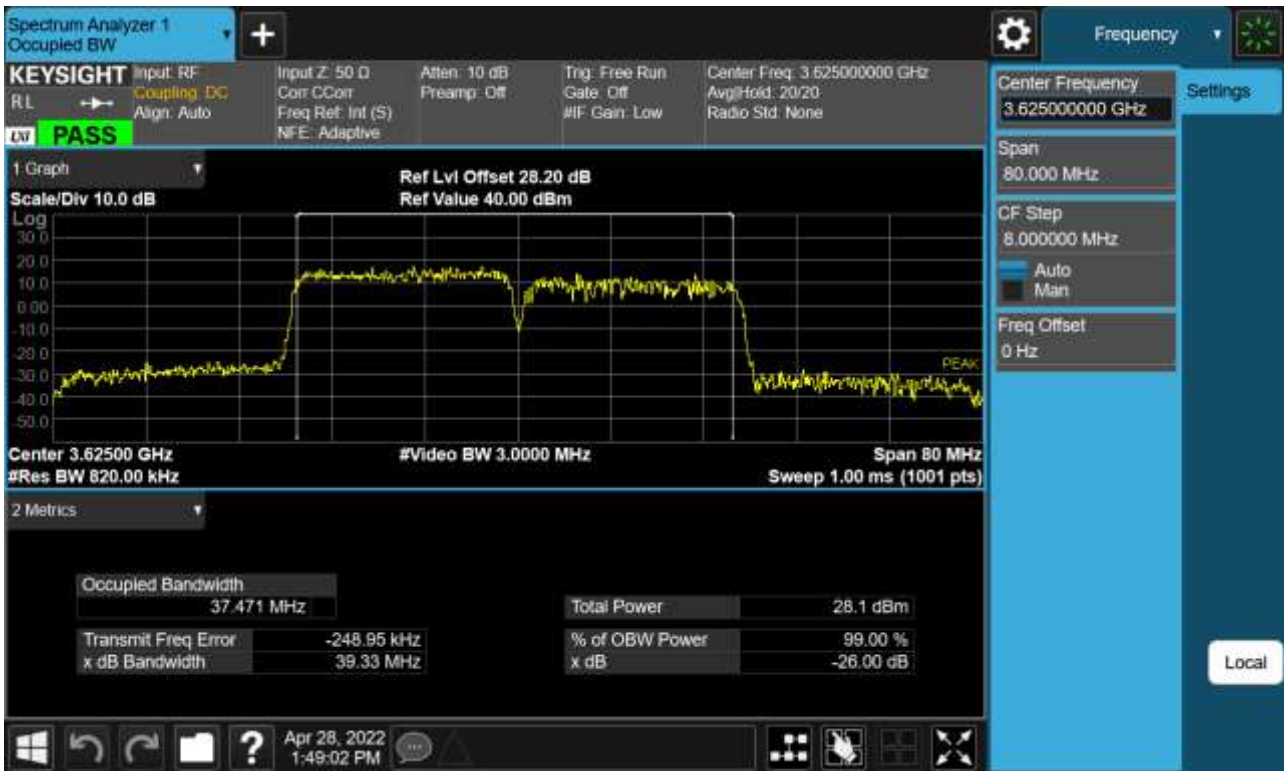 Spectrum Analyzer 1
Occupied BW
+
Frequency
KEYSIGHT
RL
LXI
PASS
Input: RF
Coupling: DC
Align: Auto
Input Z: 50 Ω
Corr CCorr
Freq Ref: Int (S)
NFE: Adaptive
Atten: 10 dB
Preamp: Off
Trig: Free Run
Gate: Off
#IF Gain: Low
Center Freq: 3.625000000 GHz
Avg|Hold: 20/20
Radio Std: None
Center Frequency
3.625000000 GHz
Settings
Span
80.000 MHz
CF Step
8.000000 MHz
Auto
Man
Freq Offset
0 Hz
1 Graph
Scale/Div 10.0 dB
Ref Lvl Offset 28.20 dB
Ref Value 40.00 dBm
Log
30.0
20.0
10.0
0.00
-10.0
-20.0
-30.0
-40.0
-50.0
PEAK
Center 3.62500 GHz
#Video BW 3.0000 MHz
Span 80 MHz
#Res BW 820.00 kHz
Sweep 1.00 ms (1001 pts)
2 Metrics
Occupied Bandwidth
37.471 MHz
Total Power 28.1 dBm
Transmit Freq Error -248.95 kHz
% of OBW Power 99.00 %
x dB Bandwidth 39.33 MHz
x dB -26.00 dB
Local
?
Apr 28, 2022
1:49:02 PM